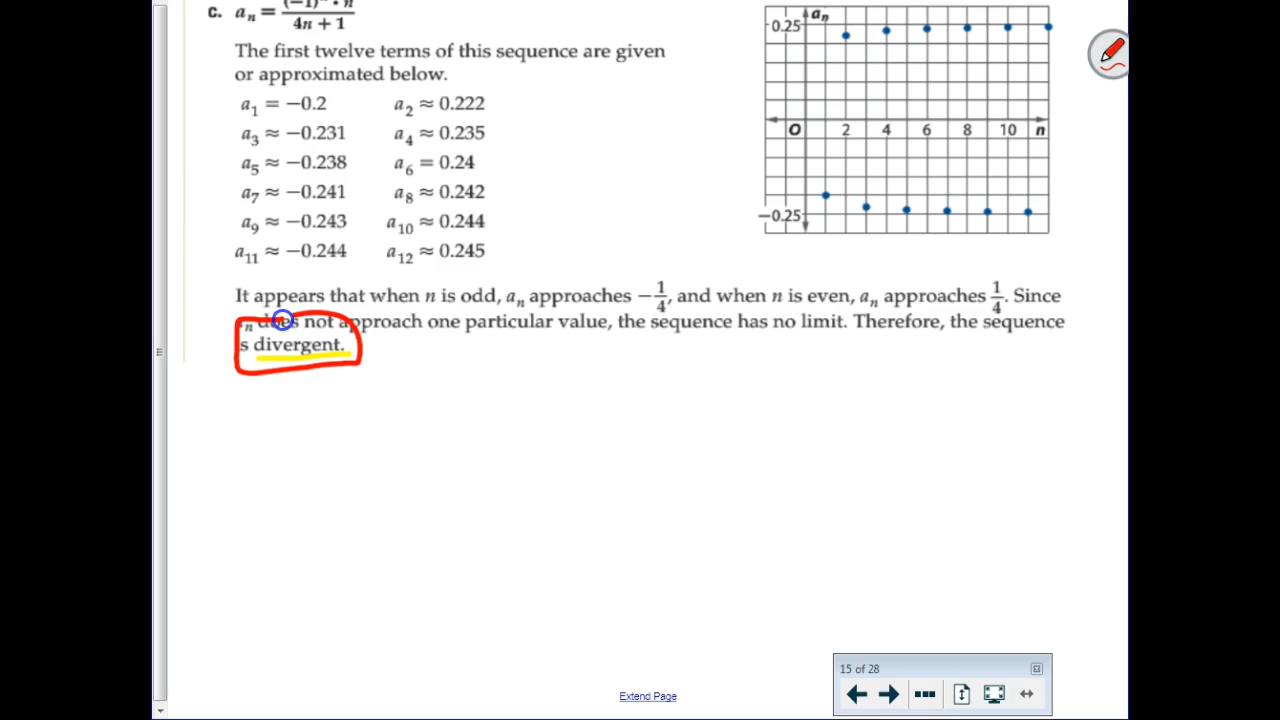 c. aₙ = (−1)ⁿ • n
4n + 1
The first twelve terms of this sequence are given
or approximated below.
a₁ = −0.2 a₂ ≈ 0.222
a₃ ≈ −0.231 a₄ ≈ 0.235
a₅ ≈ −0.238 a₆ = 0.24
a₇ ≈ −0.241 a₈ ≈ 0.242
a₉ ≈ −0.243 a₁₀ ≈ 0.244
a₁₁ ≈ −0.244 a₁₂ ≈ 0.245
It appears that when n is odd, aₙ approaches −1/4, and when n is even, aₙ approaches 1/4. Since
ₙ does not approach one particular value, the sequence has no limit. Therefore, the sequence
s divergent.
0.25 aₙ
O 2 4 6 8 10 n
−0.25
15 of 28
Extend Page